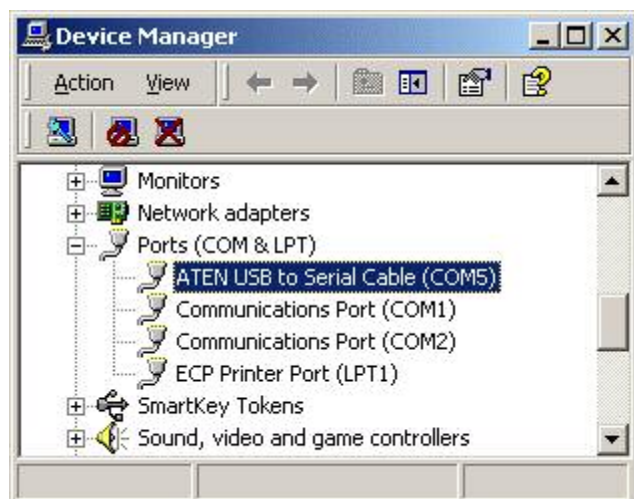 Device Manager
Action View
Monitors
Network adapters
Ports (COM & LPT)
ATEN USB to Serial Cable (COM5)
Communications Port (COM1)
Communications Port (COM2)
ECP Printer Port (LPT1)
SmartKey Tokens
Sound, video and game controllers